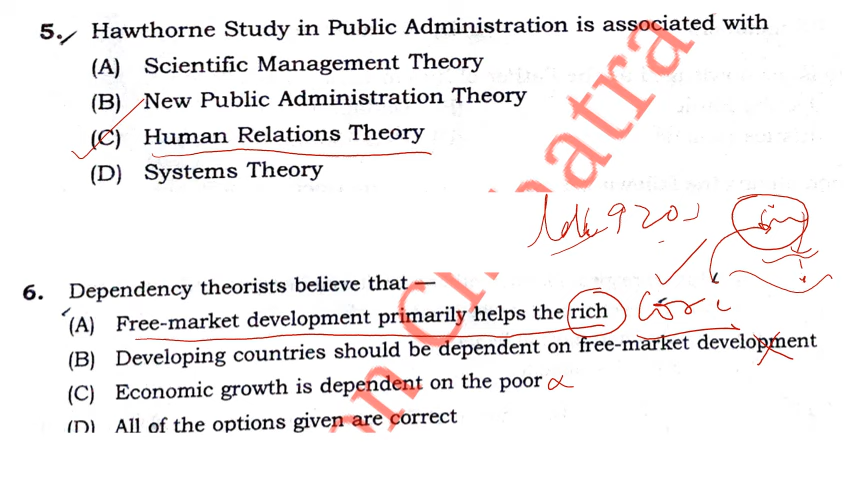 5. Hawthorne Study in Public Administration is associated with
(A) Scientific Management Theory
(B) New Public Administration Theory
(C) Human Relations Theory
(D) Systems Theory
6. Dependency theorists believe that —
(A) Free-market development primarily helps the rich
(B) Developing countries should be dependent on free-market development
(C) Economic growth is dependent on the poor
(D) All of the options given are correct